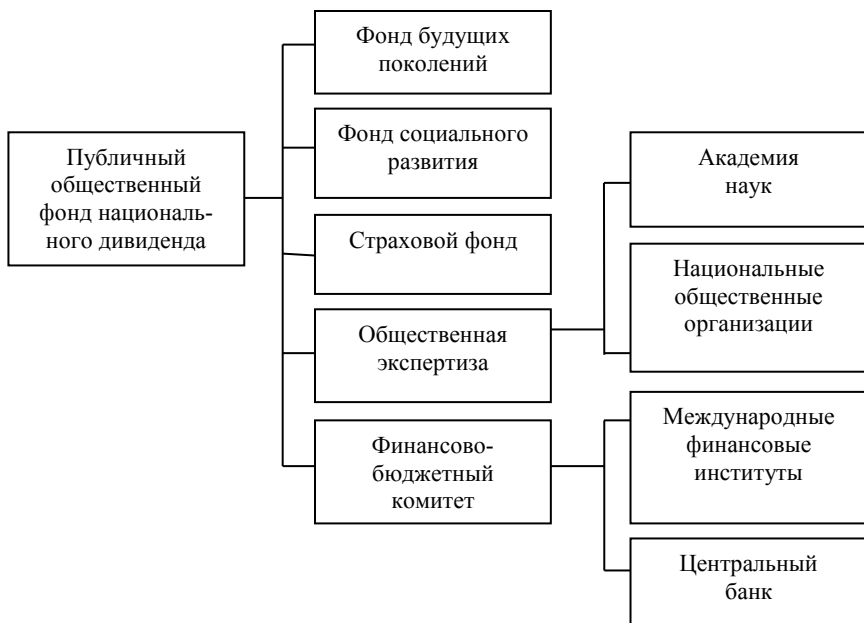 Публичный
общественный
фонд националь-
ного дивиденда
Фонд будущих
поколений
Фонд социального
развития
Страховой фонд
Общественная
экспертиза
Финансово-
бюджетный
комитет
Академия
наук
Национальные
общественные
организации
Международные
финансовые
институты
Центральный
банк